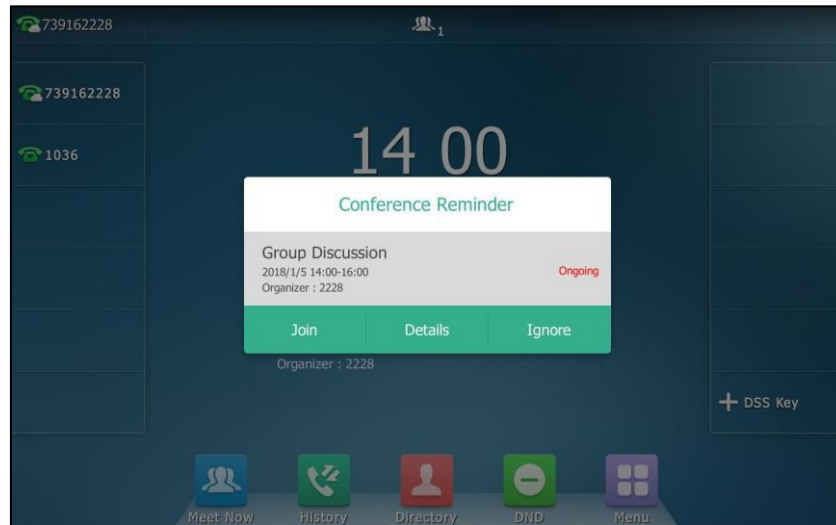 739162228
1
739162228
1036
14 00
Conference Reminder
Group Discussion
2018/1/5 14:00-16:00
Ongoing
Organizer : 2228
Join Details Ignore
Organizer : 2228
DSS Key
Meet Now History Directory DND Menu